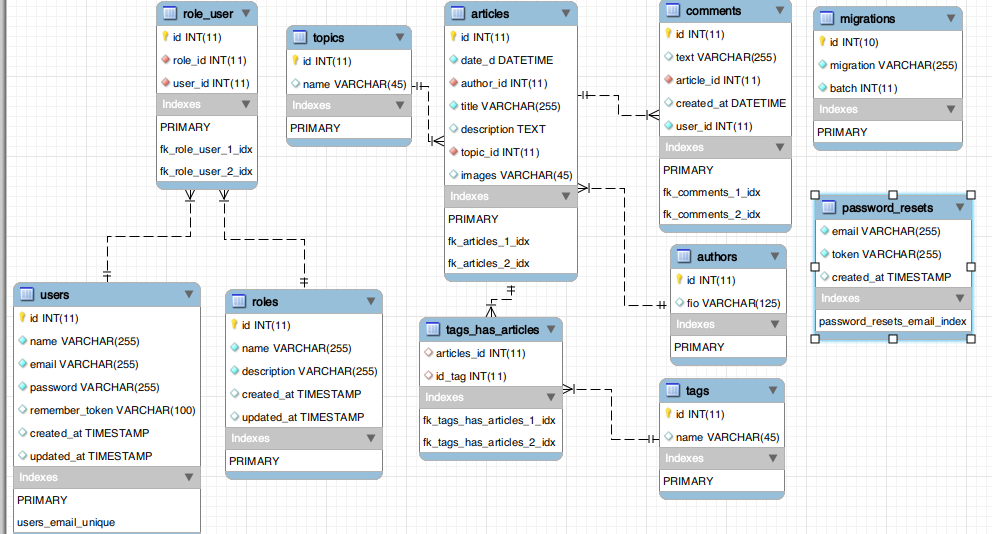 role_user
id INT(11)
role_id INT(11)
user_id INT(11)
Indexes
PRIMARY
fk_role_user_1_idx
fk_role_user_2_idx
topics
id INT(11)
name VARCHAR(45)
Indexes
PRIMARY
articles
id INT(11)
date_d DATETIME
author_id INT(11)
title VARCHAR(255)
description TEXT
topic_id INT(11)
images VARCHAR(45)
Indexes
PRIMARY
fk_articles_1_idx
fk_articles_2_idx
comments
id INT(11)
text VARCHAR(255)
article_id INT(11)
created_at DATETIME
user_id INT(11)
Indexes
PRIMARY
fk_comments_1_idx
fk_comments_2_idx
migrations
id INT(10)
migration VARCHAR(255)
batch INT(11)
Indexes
PRIMARY
password_resets
email VARCHAR(255)
token VARCHAR(255)
created_at TIMESTAMP
Indexes
password_resets_email_index
authors
id INT(11)
fio VARCHAR(125)
Indexes
PRIMARY
users
id INT(11)
name VARCHAR(255)
email VARCHAR(255)
password VARCHAR(255)
remember_token VARCHAR(100)
created_at TIMESTAMP
updated_at TIMESTAMP
Indexes
PRIMARY
users_email_unique
roles
id INT(11)
name VARCHAR(255)
description VARCHAR(255)
created_at TIMESTAMP
updated_at TIMESTAMP
Indexes
PRIMARY
tags_has_articles
articles_id INT(11)
id_tag INT(11)
Indexes
fk_tags_has_articles_1_idx
fk_tags_has_articles_2_idx
tags
id INT(11)
name VARCHAR(45)
Indexes
PRIMARY